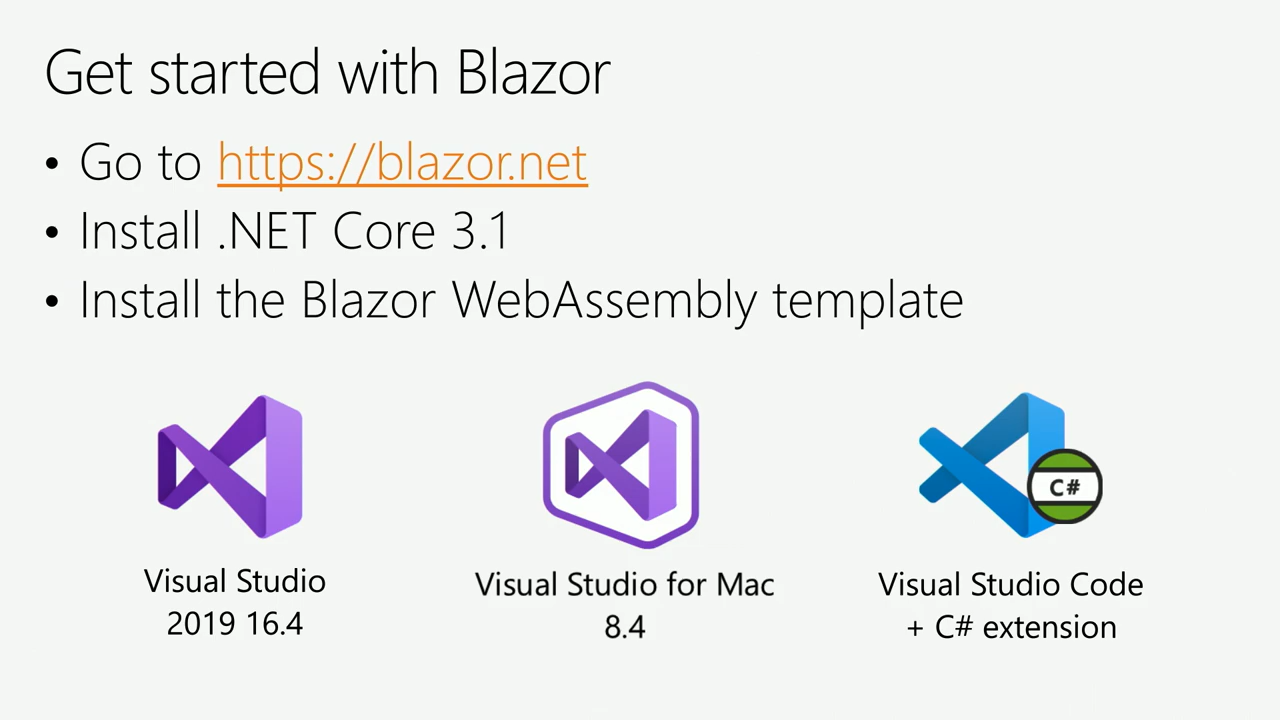 Get started with Blazor
• Go to https://blazor.net
• Install .NET Core 3.1
• Install the Blazor WebAssembly template
C#
Visual Studio
2019 16.4
Visual Studio for Mac
8.4
Visual Studio Code
+ C# extension